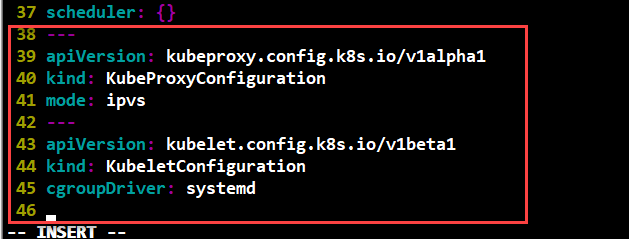 37 scheduler: {}
38 ---
39 apiVersion: kubeproxy.config.k8s.io/v1alpha1
40 kind: KubeProxyConfiguration
41 mode: ipvs
42 ---
43 apiVersion: kubelet.config.k8s.io/v1beta1
44 kind: KubeletConfiguration
45 cgroupDriver: systemd
46
-- INSERT --